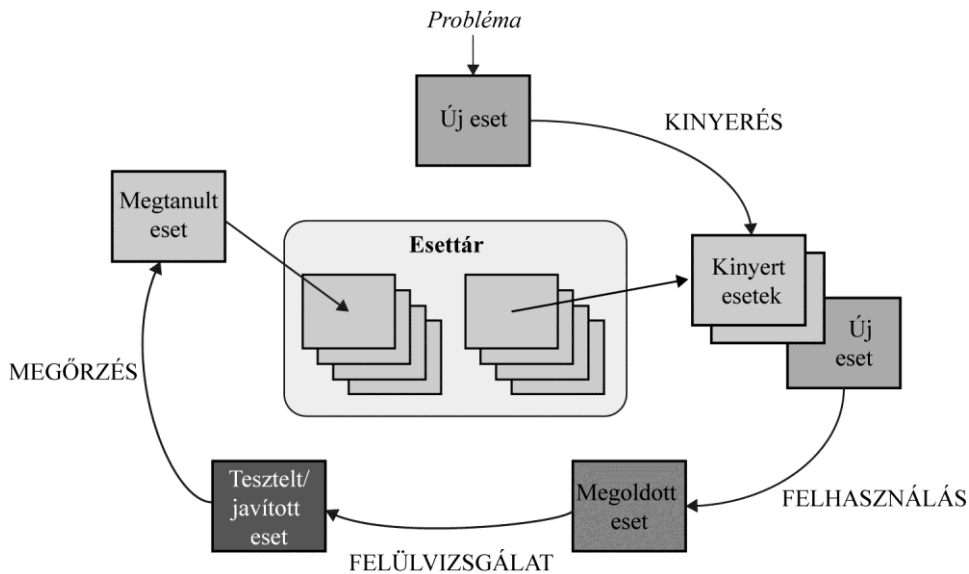 Probléma
Új eset
KINYERÉS
Megtanult
eset
Esettár
Kinyert
esetek
Új
eset
MEGŐRZÉS
Tesztelt/
javított
eset
Megoldott
eset
FELHASZNÁLÁS
FELÜLVIZSGÁLAT